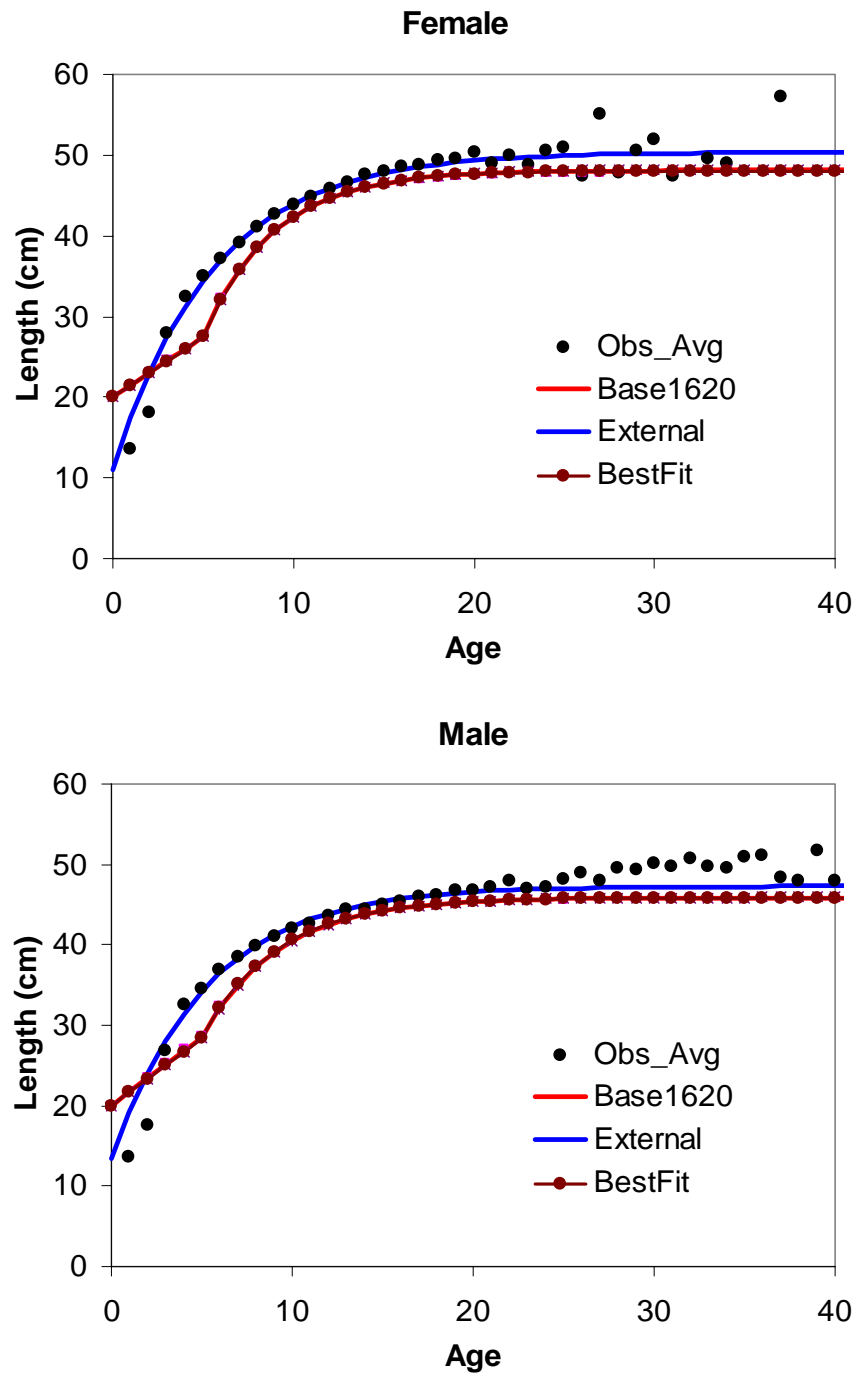 Female
60
50
40
30
20
10
0
Length (cm)
Obs_Avg
Base1620
External
BestFit
0 10 20 30 40
Age
Male
60
50
40
30
20
10
0
Length (cm)
Obs_Avg
Base1620
External
BestFit
0 10 20 30 40
Age